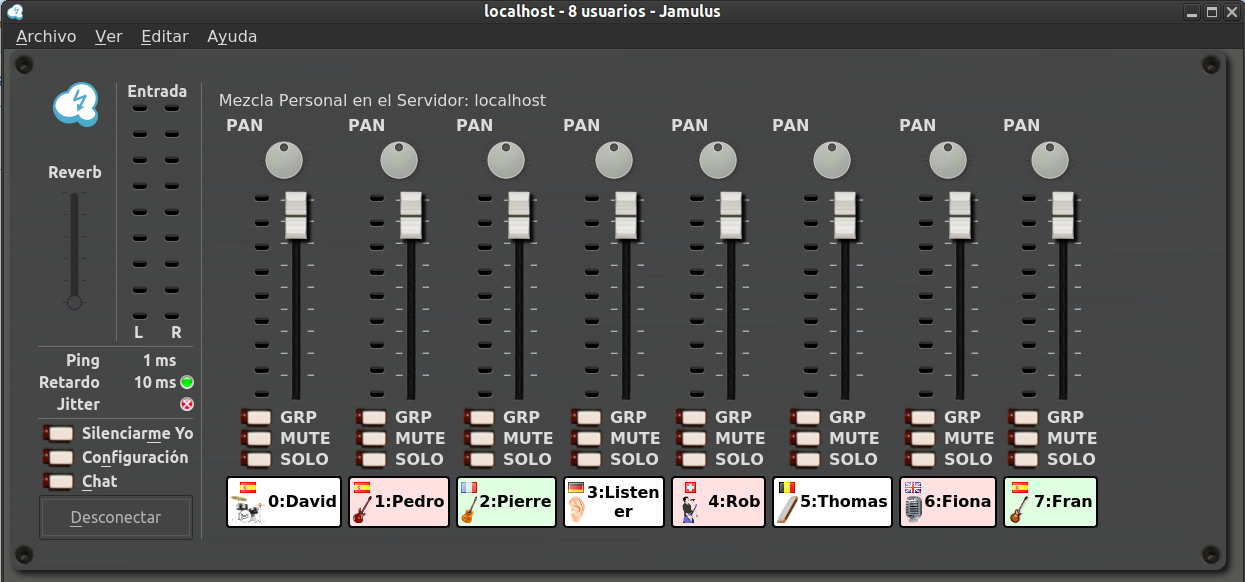 localhost - 8 usuarios - Jamulus
Archivo Ver Editar Ayuda
Entrada
Mezcla Personal en el Servidor: localhost
PAN PAN PAN PAN PAN PAN PAN PAN
Reverb
L R
Ping 1 ms
Retardo 10 ms
Jitter
Silenciarme Yo
Configuración
Chat
Desconectar
GRP GRP GRP GRP GRP GRP GRP GRP
MUTE MUTE MUTE MUTE MUTE MUTE MUTE MUTE
SOLO SOLO SOLO SOLO SOLO SOLO SOLO SOLO
0:David
1:Pedro
2:Pierre
3:Listen
er
4:Rob
5:Thomas
6:Fiona
7:Fran